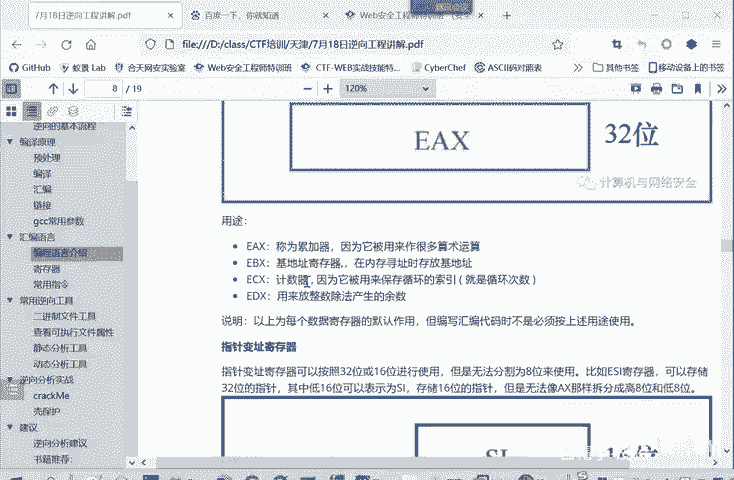 7月18日逆向工程讲解.pdf
百度一下，你就知道
Web安全工程师特训班
file:///D:/class/CTF培训/天津/7月18日逆向工程讲解.pdf
GitHub
蚁景 Lab
合天网安实验室
Web安全工程师特训班
CTF-WEB实战技能特...
CyberChef
ASCII码对照表
其他书签
移动设备上的书签
8 / 19
120%
逆向的基本流程
编译原理
预处理
编译
汇编
链接
gcc常用参数
汇编语言
编程语言介绍
寄存器
常用指令
常用逆向工具
二进制文件工具
查看可执行文件属性
静态分析工具
动态分析工具
逆向分析实战
crackMe
壳保护
建议
逆向分析建议
书籍推荐:
EAX
32位
计算机与网络安全
用途：
EAX：称为累加器，因为它被用来作很多算术运算
EBX：基地址寄存器,，在内存寻址时存放基地址
ECX：计数器，因为它被用来保存循环的索引（就是循环次数）
EDX：用来放整数除法产生的余数
说明：以上为每个数据寄存器的默认作用，但编写汇编代码时不是必须按上述用途使用。
指针变址寄存器
指针变址寄存器可以按照32位或16位进行使用，但是无法分割为8位来使用。比如ESI寄存器，可以存储
32位的指针，其中低16位可以表示为SI，存储16位的指针，但是无法像AX那样拆分成高8位和低8位。
SI
16位